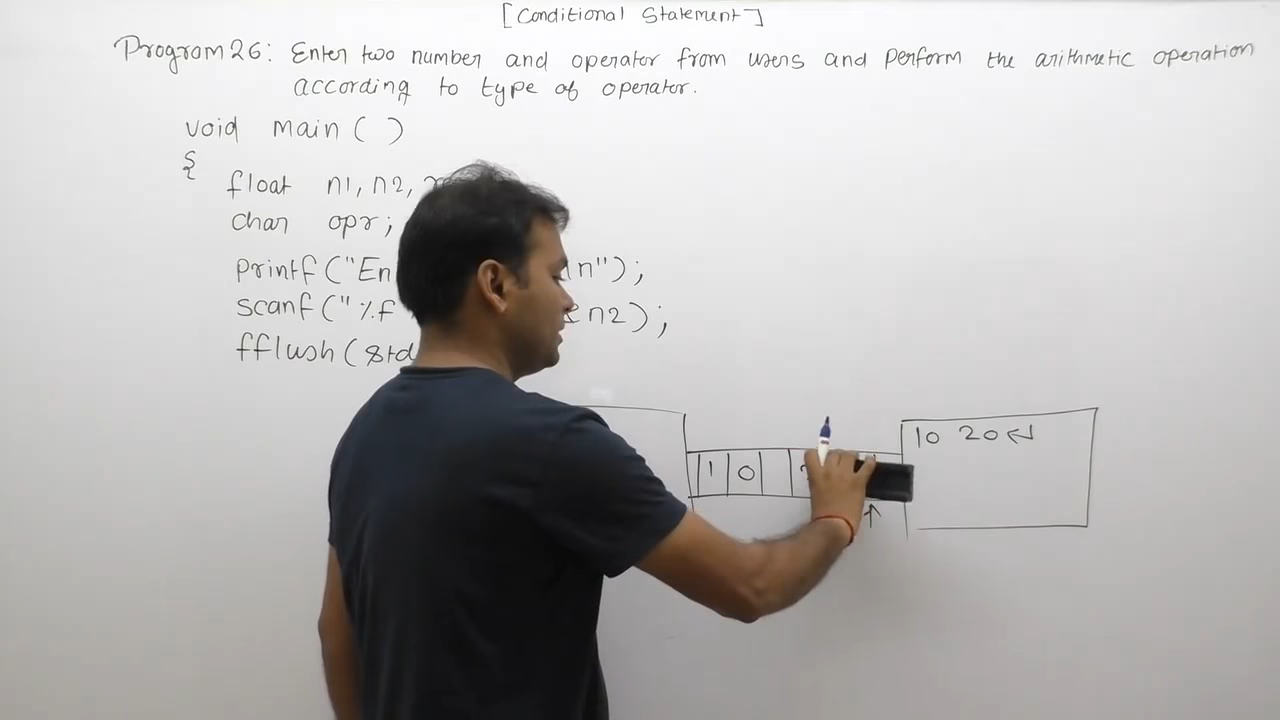 [Conditional Statement]
Program 26: Enter two number and operator from users and perform the arithmetic operation
according to type of operator.
void main ( )
{
float n1, n2,
char opr;
printf ("En \n");
scanf ("%f n2);
fflush (std
1 0
10 20 ↵